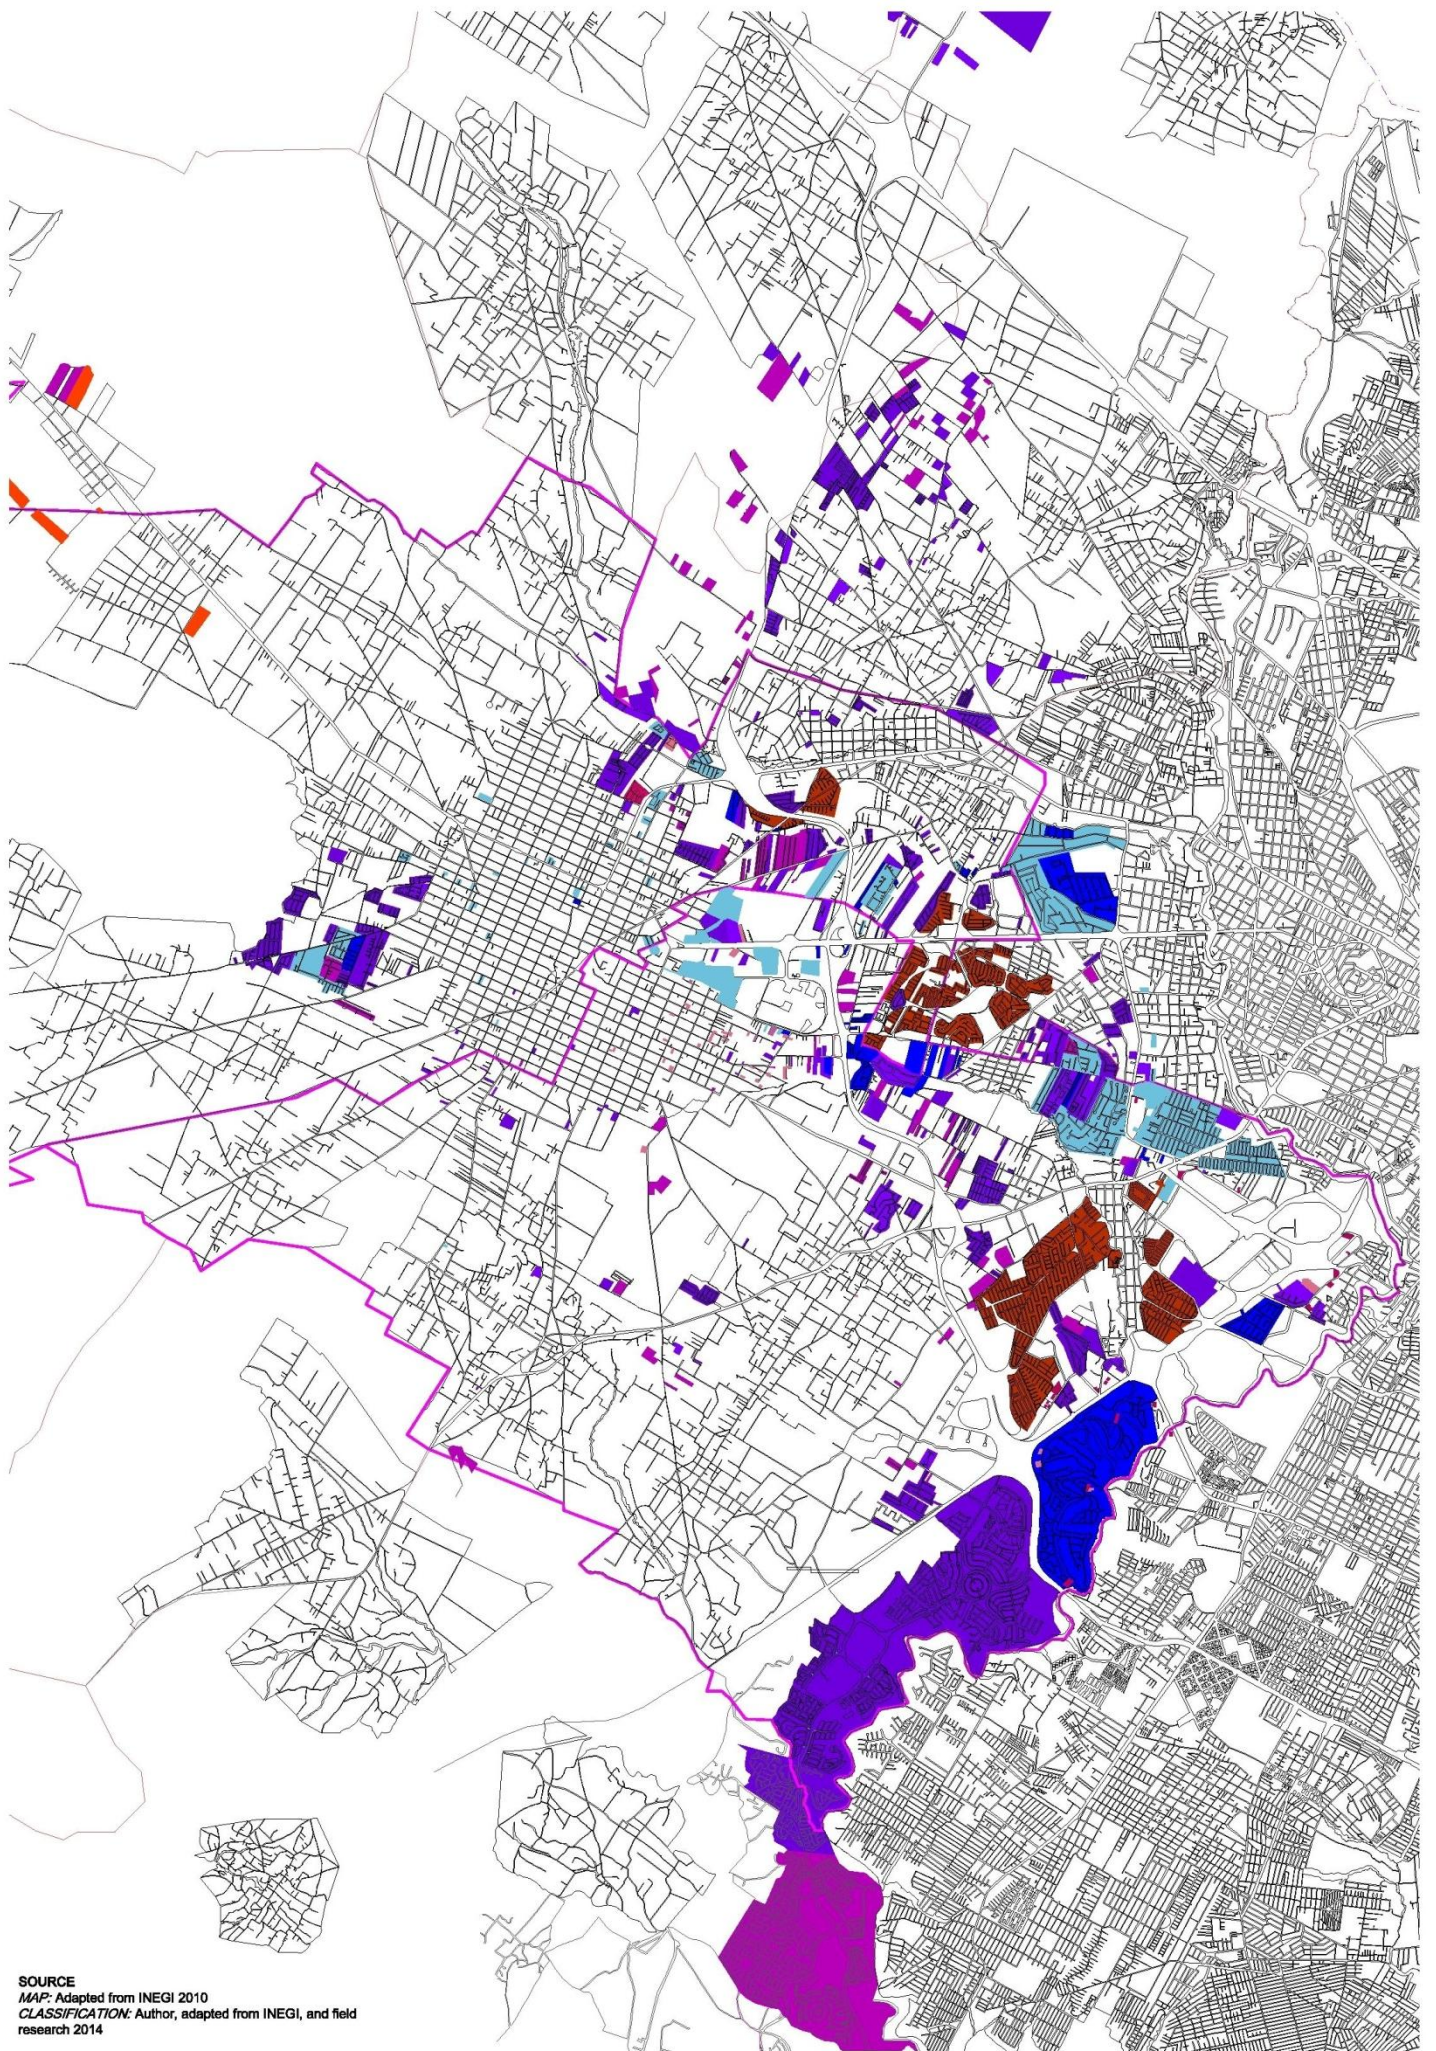 SOURCE
MAP: Adapted from INEGI 2010
CLASSIFICATION: Author, adapted from INEGI, and field
research 2014